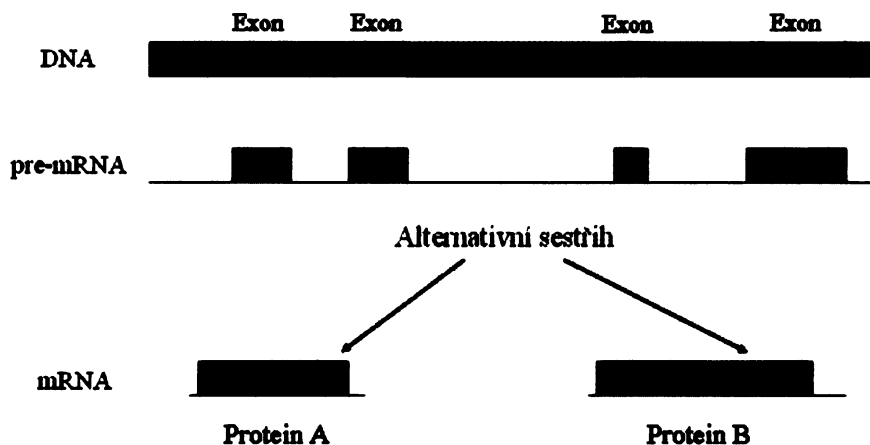 Exon Exon Exon Exon
DNA
pre-mRNA
Alternativní sestřih
mRNA
Protein A Protein B